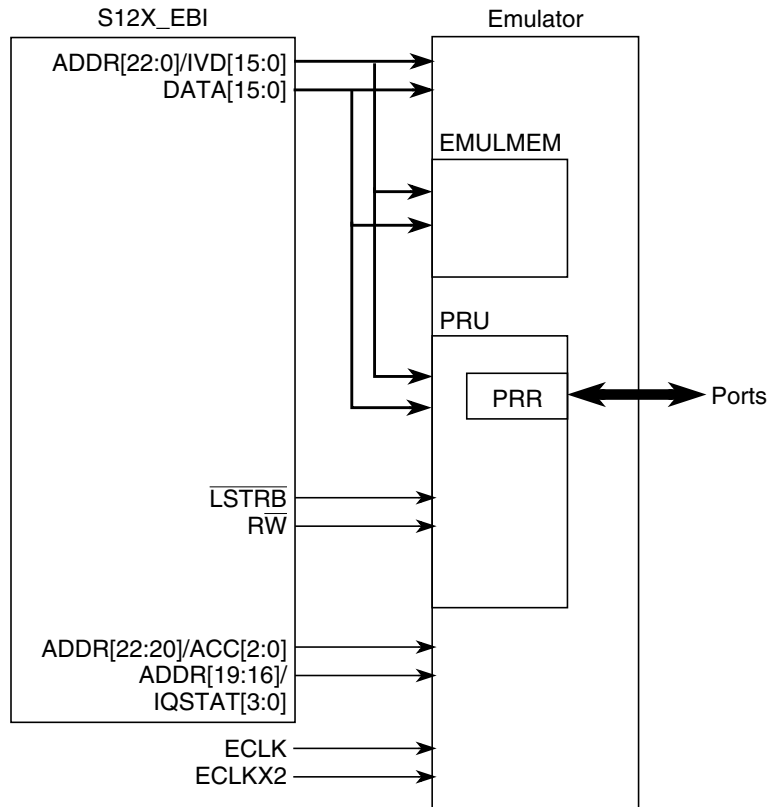 S12X_EBI
Emulator
ADDR[22:0]/IVD[15:0]
DATA[15:0]
EMULMEM
PRU
PRR
Ports
LSTRB
RW
ADDR[22:20]/ACC[2:0]
ADDR[19:16]/
IQSTAT[3:0]
ECLK
ECLKX2